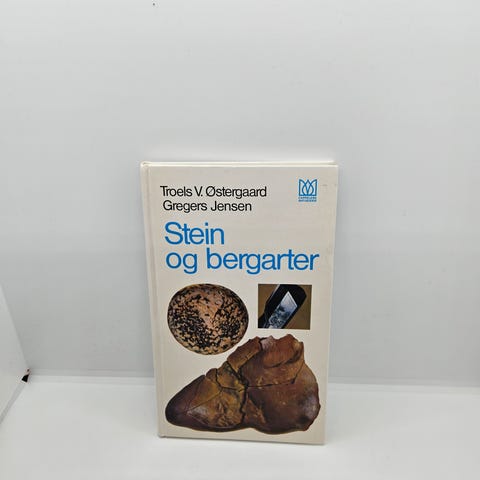 Troels V. Østergaard
Gregers Jensen
Stein
og bergarter